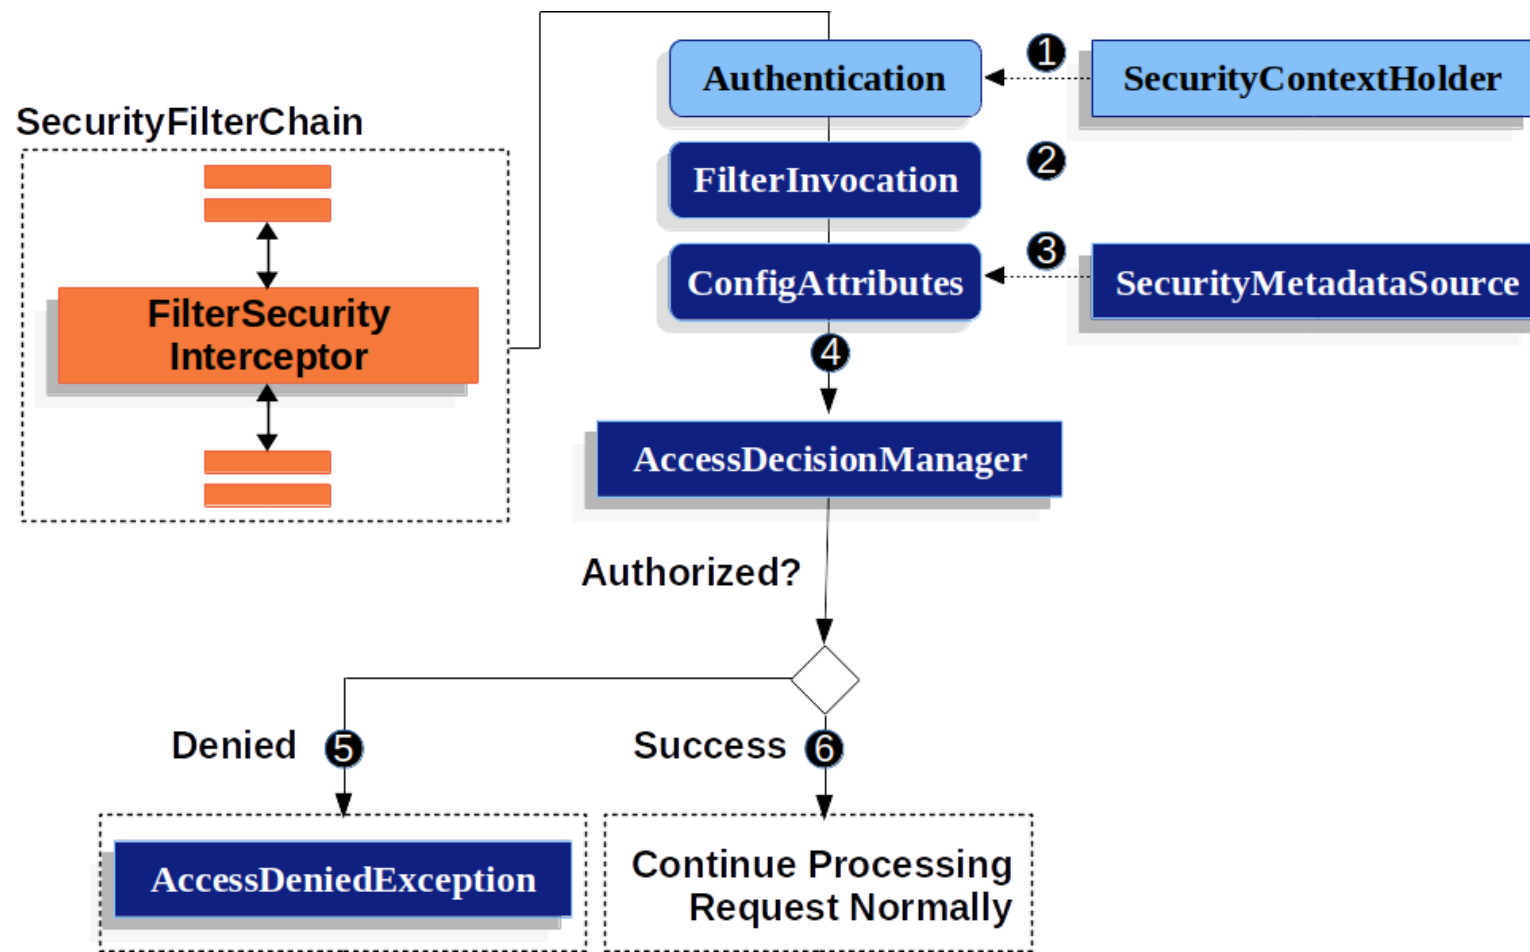 SecurityFilterChain
FilterSecurity
Interceptor
Authentication
1
SecurityContextHolder
FilterInvocation
2
ConfigAttributes
3
SecurityMetadataSource
4
AccessDecisionManager
Authorized?
Denied
5
Success
6
AccessDeniedException
Continue Processing
Request Normally